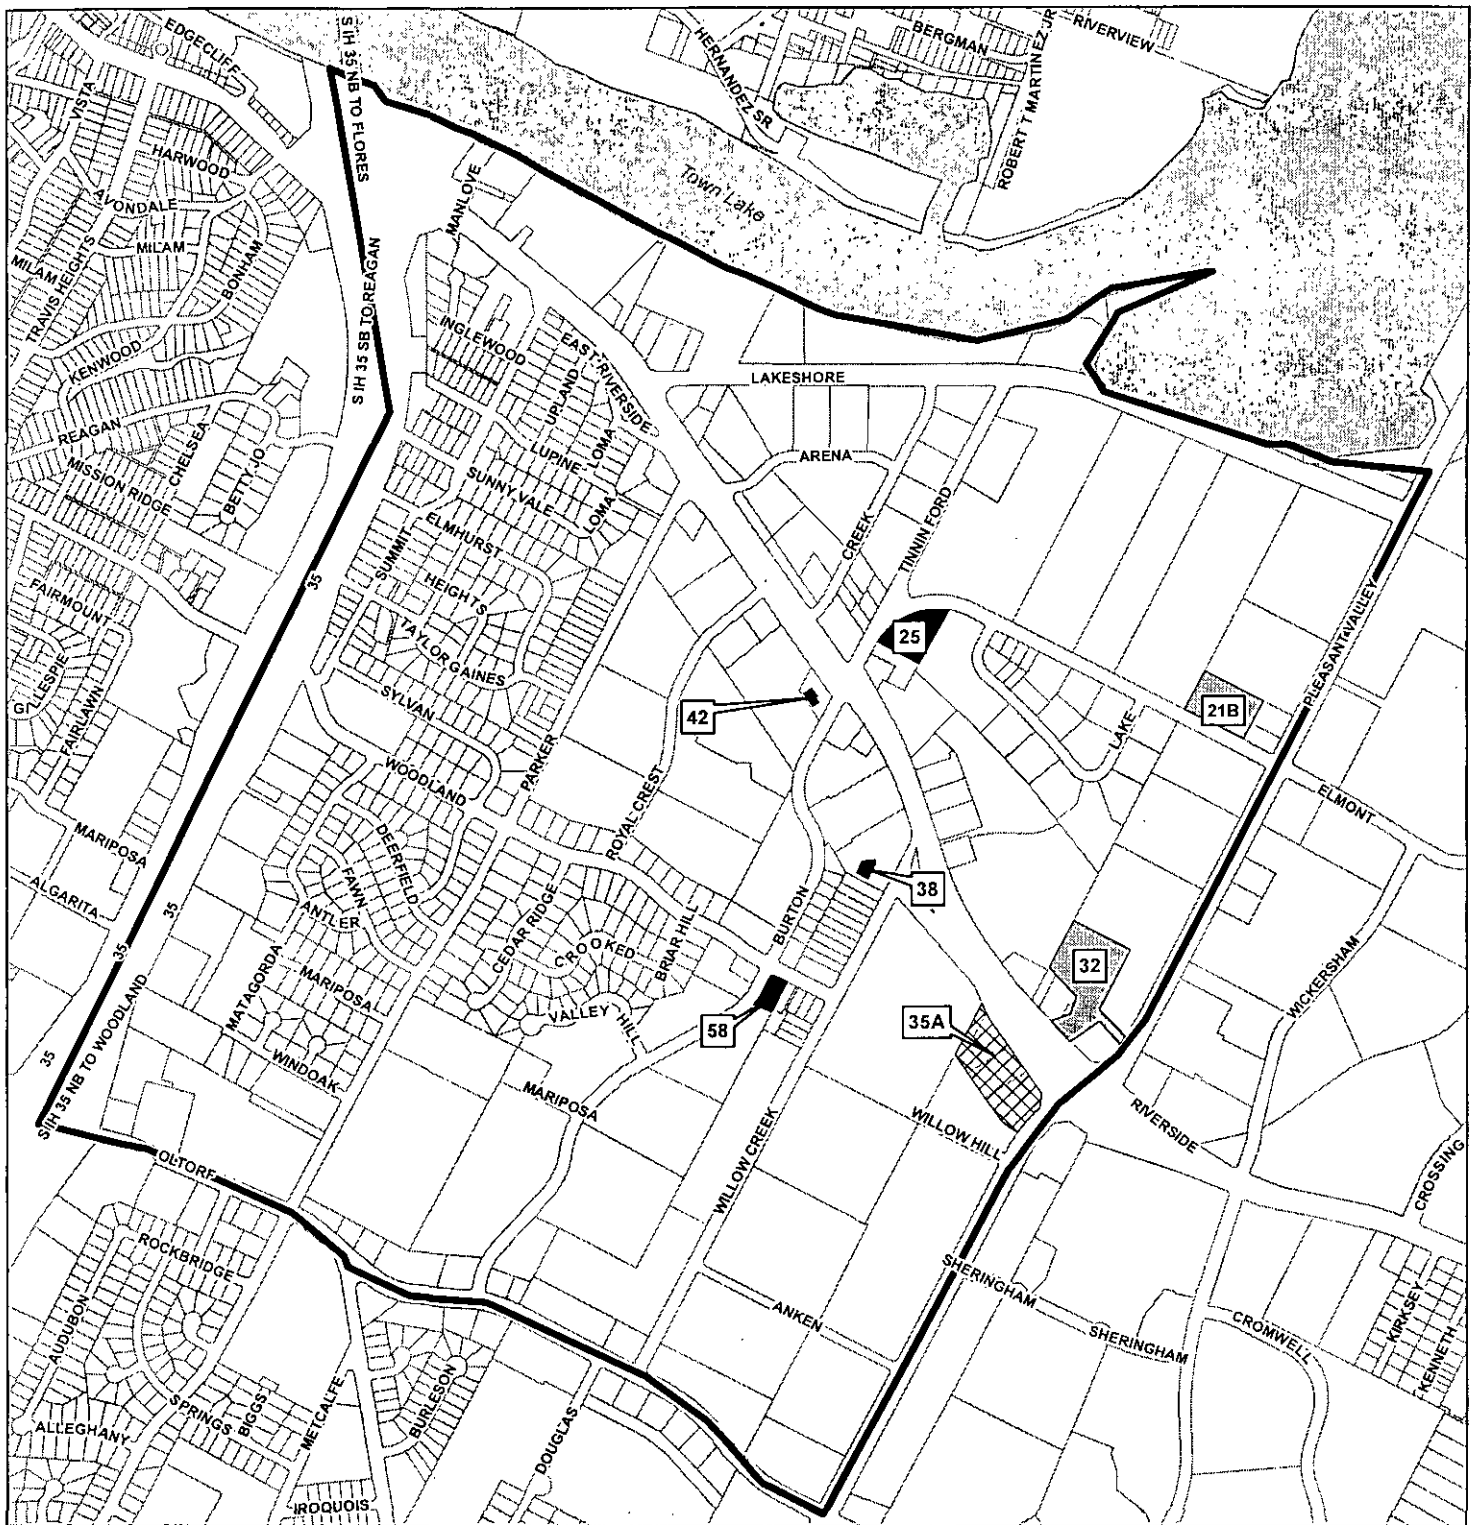 EDGECLIFF
S IH 35 NB TO FLORES
HERNANDEZ SR
BERGMAN
RIVERVIEW
ROBERT T MARTINEZ JR
VISTA
HARWOOD
AVONDALE
MILAM
MILAM
BONHAM
TRAVIS HEIGHTS
KENWOOD
MANLOVE
Town Lake
S IH 35 SB TO REAGAN
INGLEWOOD
EAST RIVERSIDE
UPLAND
LAKESHORE
REAGAN
CHELSEA
MISSION RIDGE
BETTY JO
LUPINE
LOMA
SUNNY VALE
LOMA
ARENA
ELMHURST
SUMMIT
HEIGHTS
CREEK
TINNIN FORD
35
FAIRMOUNT
TAYLOR GAINES
25
PLEASANT VALLEY
GILLESPIE
FAIRLAWN
SYLVAN
42
21B
LAKE
WOODLAND
PARKER
ROYAL CREST
ELMONT
MARIPOSA
DEERFIELD
FAWN
ALGARITA
ANTLER
38
35
CEDAR RIDGE
BURTON
CROOKED
BRIAR HILL
35
MATAGORDA
MARIPOSA
32
WICKERSHAM
VALLEY
HILL
58
35A
WINDOAK
35
S IH 35 NB TO WOODLAND
MARIPOSA
WILLOW HILL
RIVERSIDE
OLTORF
WILLOW CREEK
CROSSING
ROCKBRIDGE
SHERINGHAM
ANKEN
SHERINGHAM
CROMWELL
KIRKSEY
KENNETH
AUDUBON
SPRINGS
BIGGS
METCALFE
BURLESON
ALLEGHANY
DOUGLAS
IROQUOIS